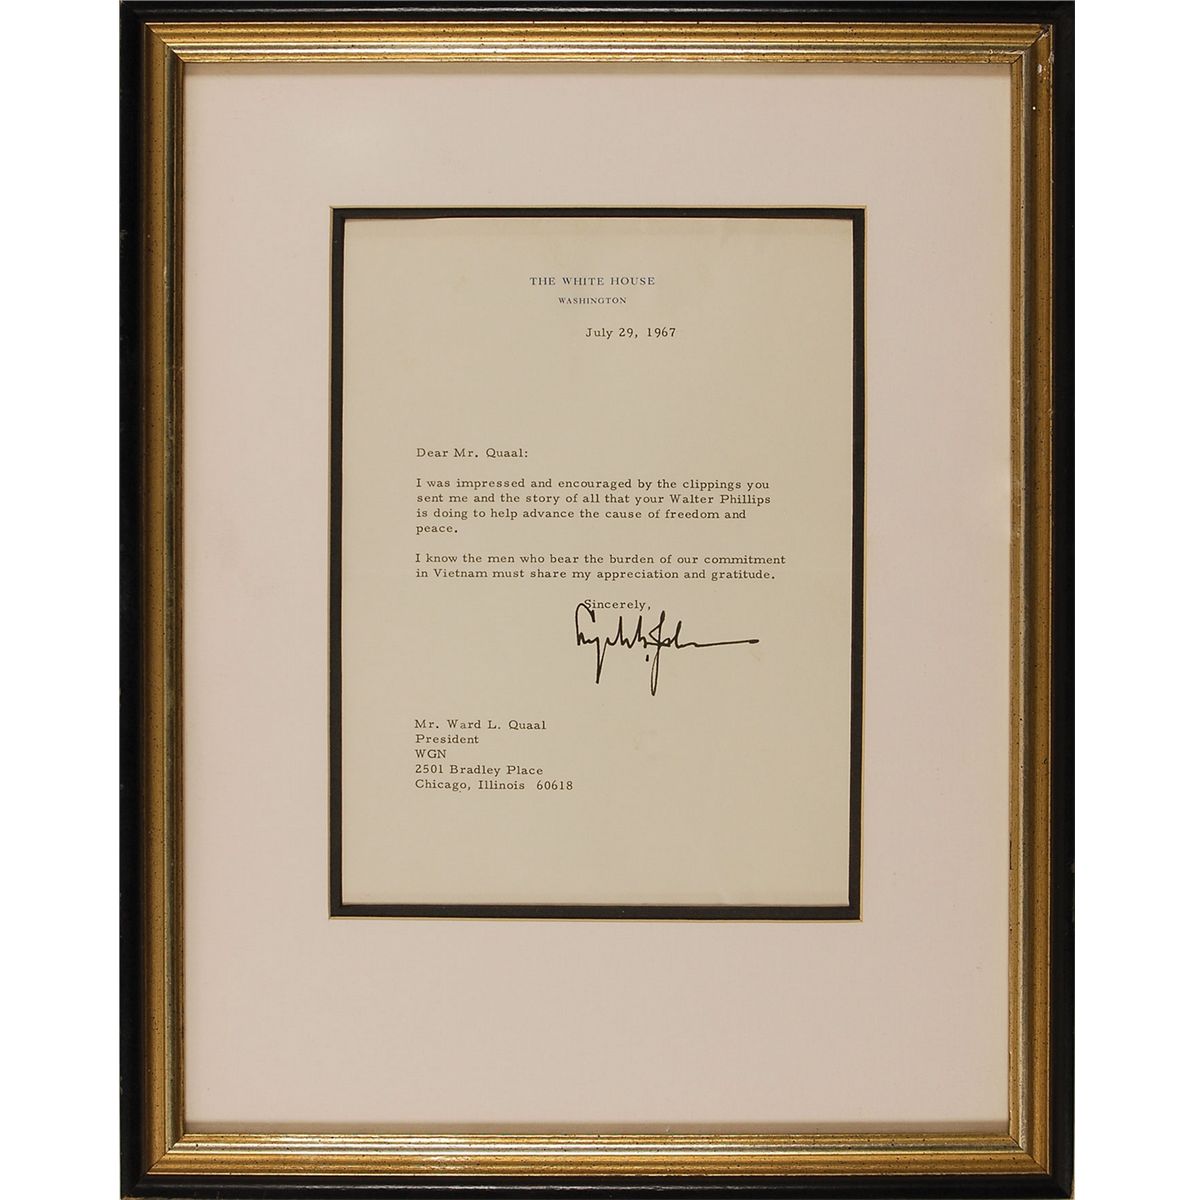 THE WHITE HOUSE
WASHINGTON
July 29, 1967
Dear Mr. Quaal:
I was impressed and encouraged by the clippings you
sent me and the story of all that your Walter Phillips
is doing to help advance the cause of freedom and
peace.
I know the men who bear the burden of our commitment
in Vietnam must share my appreciation and gratitude.
Sincerely,
Lyndon B. Johnson
Mr. Ward L. Quaal
President
WGN
2501 Bradley Place
Chicago, Illinois 60618